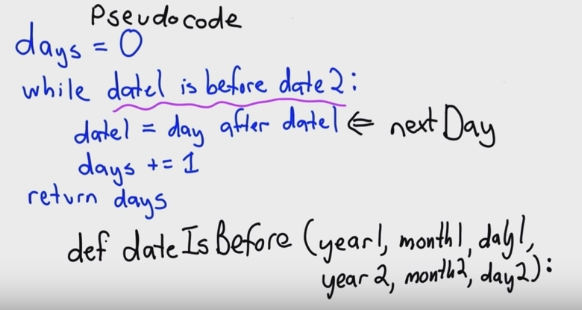 Pseudocode
days = 0
while date1 is before date2:
date1 = day after date1 ⇐ nextDay
days += 1
return days
def dateIsBefore (year1, month1, day1,
year2, month2, day2):